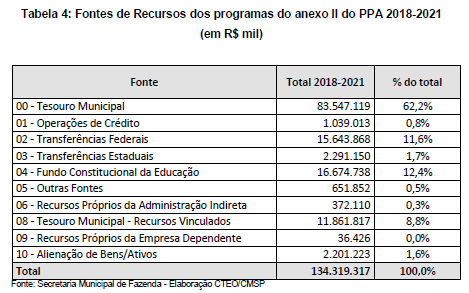 Tabela 4: Fontes de Recursos dos programas do anexo II do PPA 2018-2021
(em R$ mil)
Fonte Total 2018-2021 % do total
00 - Tesouro Municipal 83.547.119 62,2%
01 - Operações de Crédito 1.039.013 0,8%
02 - Transferências Federais 15.643.868 11,6%
03 - Transferências Estaduais 2.291.150 1,7%
04 - Fundo Constitucional da Educação 16.674.738 12,4%
05 - Outras Fontes 651.852 0,5%
06 - Recursos Próprios da Administração Indireta 372.110 0,3%
08 - Tesouro Municipal - Recursos Vinculados 11.861.817 8,8%
09 - Recursos Próprios da Empresa Dependente 36.426 0,0%
10 - Alienação de Bens/Ativos 2.201.223 1,6%
Total 134.319.317 100,0%
Fonte: Secretaria Municipal de Fazenda - Elaboração CTEO/CMSP